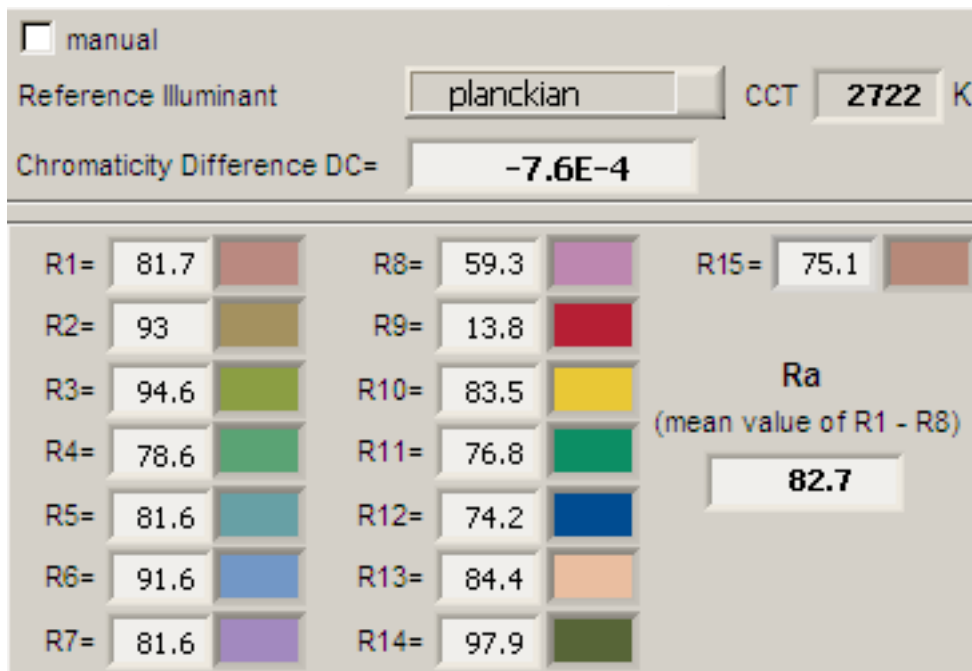 manual
Reference Illuminant planckian CCT 2722 K
Chromaticity Difference DC= -7.6E-4
R1= 81.7 R8= 59.3 R15= 75.1
R2= 93 R9= 13.8
R3= 94.6 R10= 83.5 Ra
(mean value of R1 - R8)
R4= 78.6 R11= 76.8
82.7
R5= 81.6 R12= 74.2
R6= 91.6 R13= 84.4
R7= 81.6 R14= 97.9